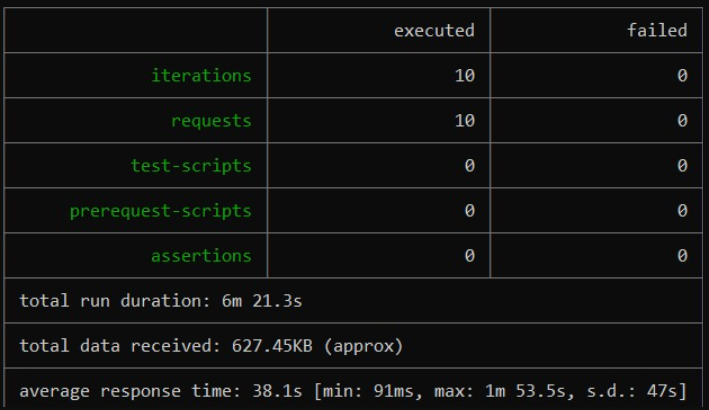 executed failed
iterations 10 0
requests 10 0
test-scripts 0 0
prerequest-scripts 0 0
assertions 0 0
total run duration: 6m 21.3s
total data received: 627.45KB (approx)
average response time: 38.1s [min: 91ms, max: 1m 53.5s, s.d.: 47s]